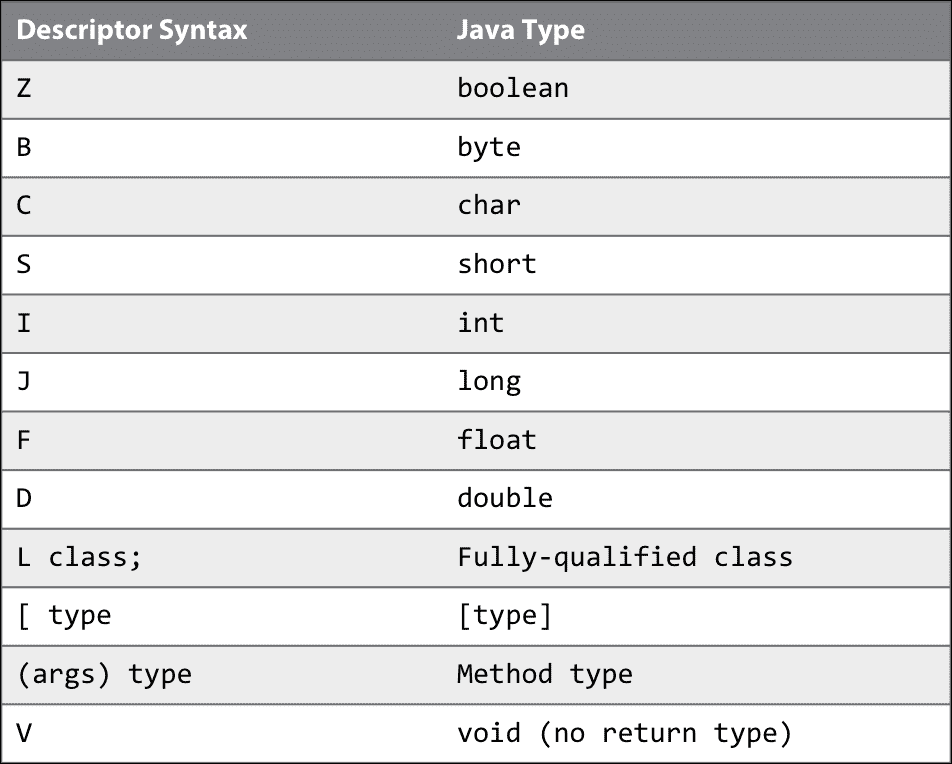 Descriptor Syntax Java Type
Z boolean
B byte
C char
S short
I int
J long
F float
D double
L class; Fully-qualified class
[ type [type]
(args) type Method type
V void (no return type)